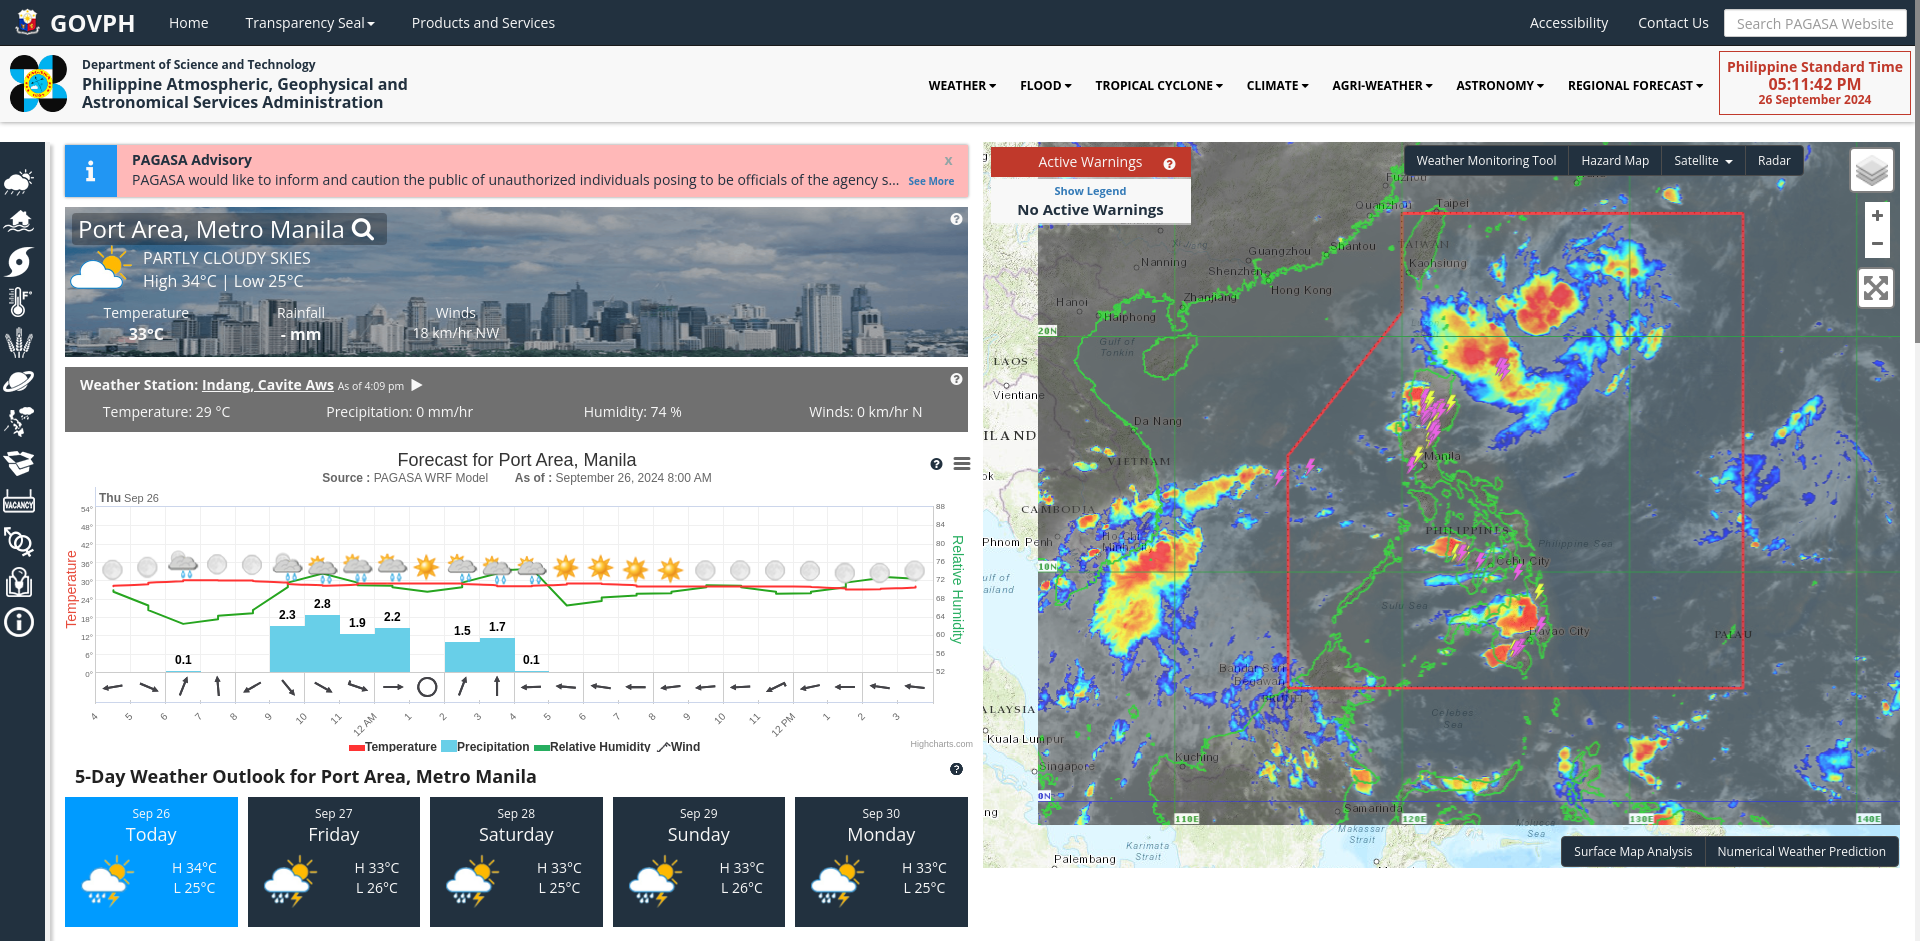 GOVPH
Home
Transparency Seal
Products and Services
Accessibility
Contact Us
Search PAGASA Website
Department of Science and Technology
Philippine Atmospheric, Geophysical and
Astronomical Services Administration
WEATHER
FLOOD
TROPICAL CYCLONE
CLIMATE
AGRI-WEATHER
ASTRONOMY
REGIONAL FORECAST
Philippine Standard Time
05:11:42 PM
26 September 2024
VACANCY
PAGASA Advisory
x
PAGASA would like to inform and caution the public of unauthorized individuals posing to be officials of the agency s...
See More
Port Area, Metro Manila
PARTLY CLOUDY SKIES
High 34°C | Low 25°C
Temperature
33°C
Rainfall
- mm
Winds
18 km/hr NW
Weather Station: Indang, Cavite Aws As of 4:09 pm
Temperature: 29 °C
Precipitation: 0 mm/hr
Humidity: 74 %
Winds: 0 km/hr N
Forecast for Port Area, Manila
Source : PAGASA WRF Model As of : September 26, 2024 8:00 AM
Thu Sep 26
54°
48°
42°
36°
30°
24°
18°
12°
6°
0°
Temperature
88
84
80
76
72
68
64
60
56
52
Relative Humidity
0.1
2.3
2.8
1.9
2.2
1.5
1.7
0.1
4 5 6 7 8 9 10 11 12 AM 1 2 3 4 5 6 7 8 9 10 11 12 PM 1 2 3
Temperature Precipitation Relative Humidity Wind
Highcharts.com
5-Day Weather Outlook for Port Area, Metro Manila
Sep 26
Today
H 34°C
L 25°C
Sep 27
Friday
H 33°C
L 26°C
Sep 28
Saturday
H 33°C
L 25°C
Sep 29
Sunday
H 33°C
L 26°C
Sep 30
Monday
H 33°C
L 25°C
Active Warnings
Show Legend
No Active Warnings
Weather Monitoring Tool
Hazard Map
Satellite
Radar
+
−
Fuzhou
Quanzhou
Taipei
TAIWAN
Kaohsiung
Shantou
Guangzhou
Nanning
Shenzhen
Hong Kong
Zhanjiang
Hanoi
Haiphong
20N
Gulf of
Tonkin
LAOS
Vientiane
Da Nang
ILAND
VIETNAM
Manila
ok
CAMBODIA
Phnom Penh
Ho Chi
Minh City
PHILIPPINES
Philippine Sea
Cebu City
10N
ulf of
ailand
Sulu Sea
Davao City
PALAU
Bandar Seri
Begawan
BRUNEI
ALAYSIA
Celebes
Sea
Kuala Lumpur
Kuching
Singapore
0N
ng
Samarinda
110E
120E
130E
140E
Makassar
Strait
Molucca
Sea
Karimata
Strait
Palembang
Surface Map Analysis
Numerical Weather Prediction